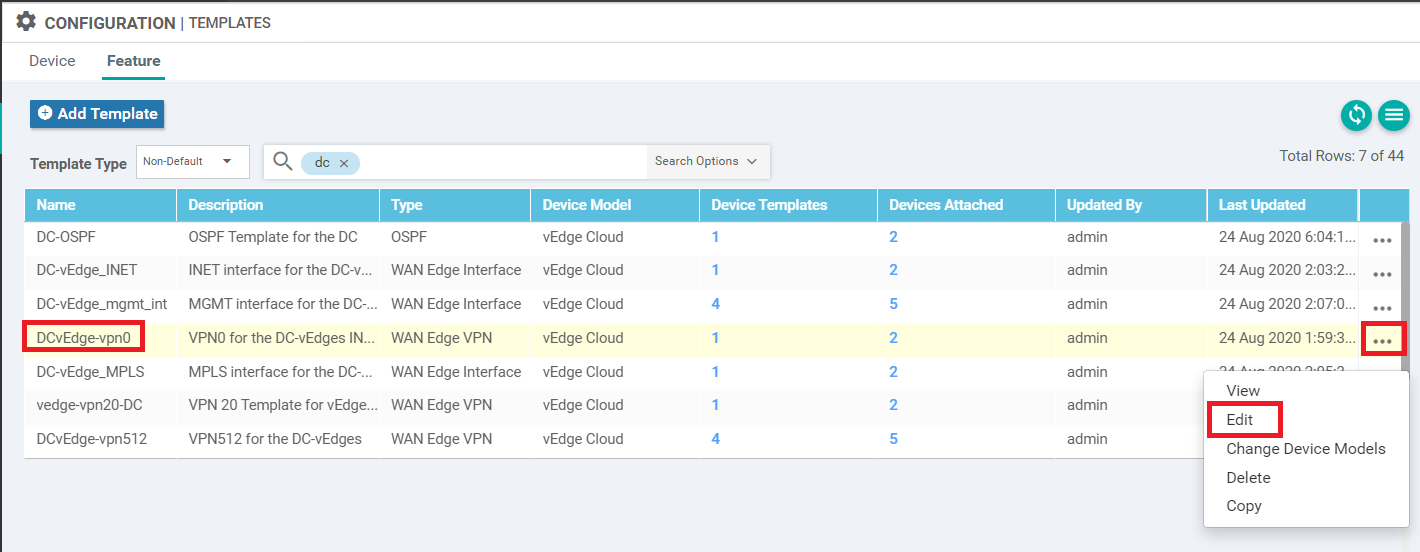 CONFIGURATION | TEMPLATES
Device Feature
Add Template
Template Type Non-Default dc × Search Options Total Rows: 7 of 44
Name Description Type Device Model Device Templates Devices Attached Updated By Last Updated
DC-OSPF OSPF Template for the DC OSPF vEdge Cloud 1 2 admin 24 Aug 2020 6:04:1... •••
DC-vEdge_INET INET interface for the DC-v... WAN Edge Interface vEdge Cloud 1 2 admin 24 Aug 2020 2:03:2... •••
DC-vEdge_mgmt_int MGMT interface for the DC-... WAN Edge Interface vEdge Cloud 4 5 admin 24 Aug 2020 2:07:0... •••
DCvEdge-vpn0 VPN0 for the DC-vEdges IN... WAN Edge VPN vEdge Cloud 1 2 admin 24 Aug 2020 1:59:3... •••
DC-vEdge_MPLS MPLS interface for the DC-... WAN Edge Interface vEdge Cloud 1 2 admin 24 Aug 2020 2:05:3...
vedge-vpn20-DC VPN 20 Template for vEdge... WAN Edge VPN vEdge Cloud 1 2 admin
DCvEdge-vpn512 VPN512 for the DC-vEdges WAN Edge VPN vEdge Cloud 4 5 admin
View
Edit
Change Device Models
Delete
Copy